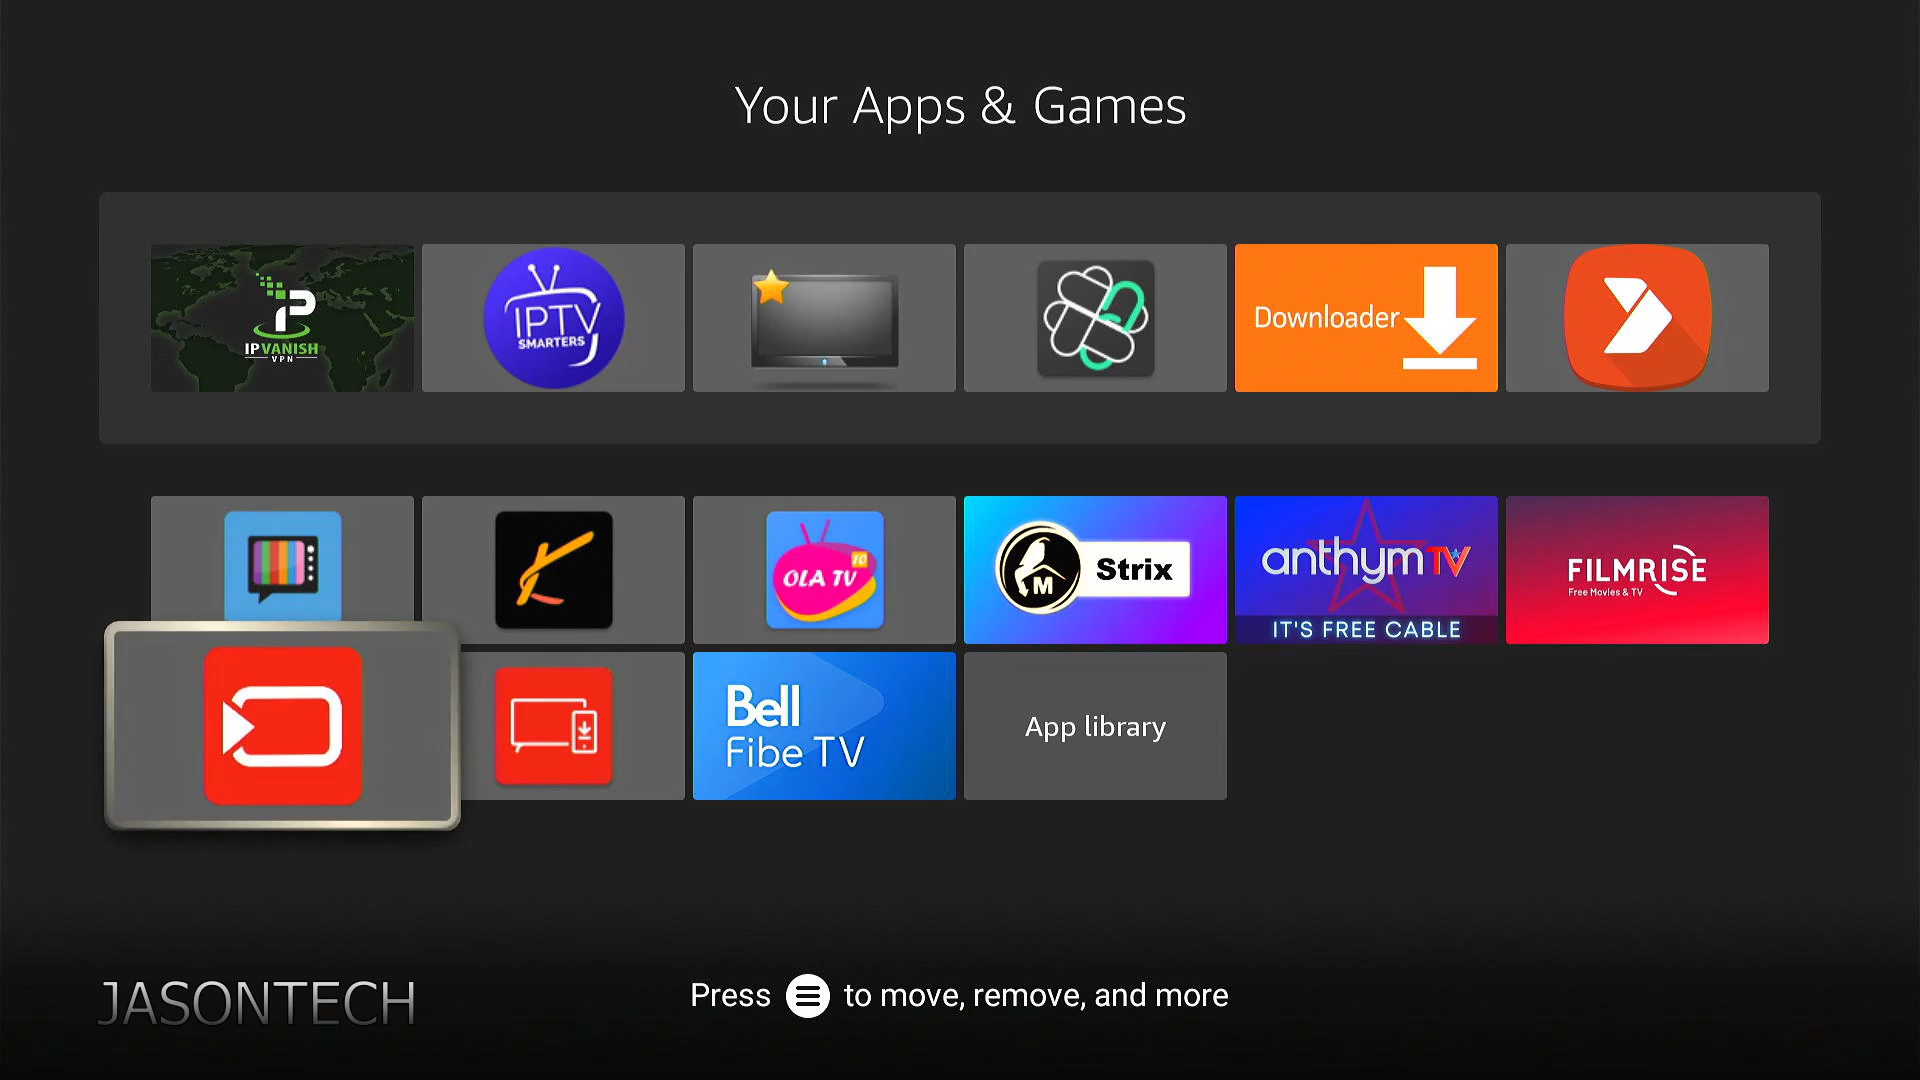 Your Apps & Games
IPVANISH
VPN
IPTV
SMARTERS
Downloader
OLA TV
10
M
Strix
anthymTV
IT'S FREE CABLE
FILMRISE
Free Movies & TV
Bell
Fibe TV
App library
JASONTECH
Press to move, remove, and more